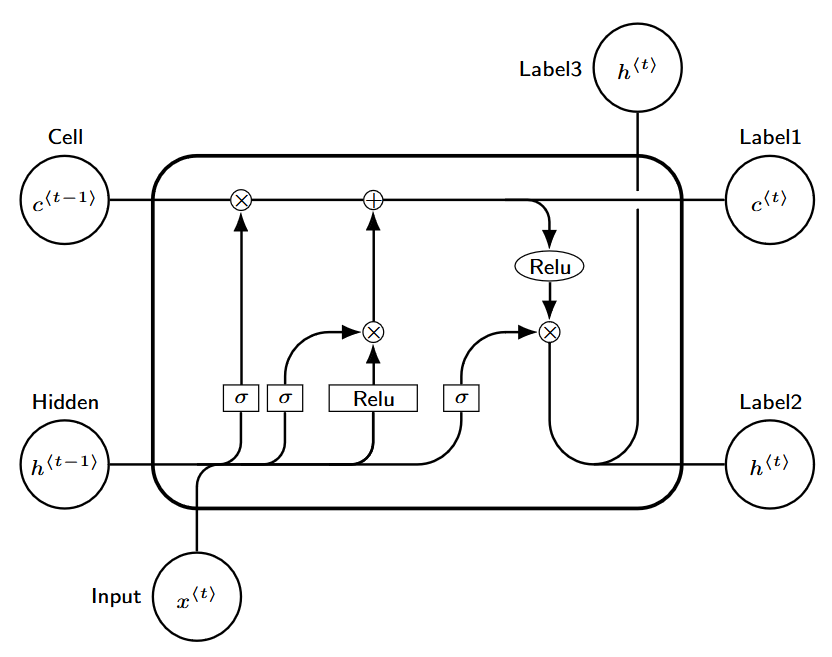 Label3
h⟨t⟩
Cell
Label1
c⟨t−1⟩
⊗
+
c⟨t⟩
Relu
⊗
⊗
σ
σ
Relu
σ
Hidden
Label2
h⟨t−1⟩
h⟨t⟩
Input
x⟨t⟩